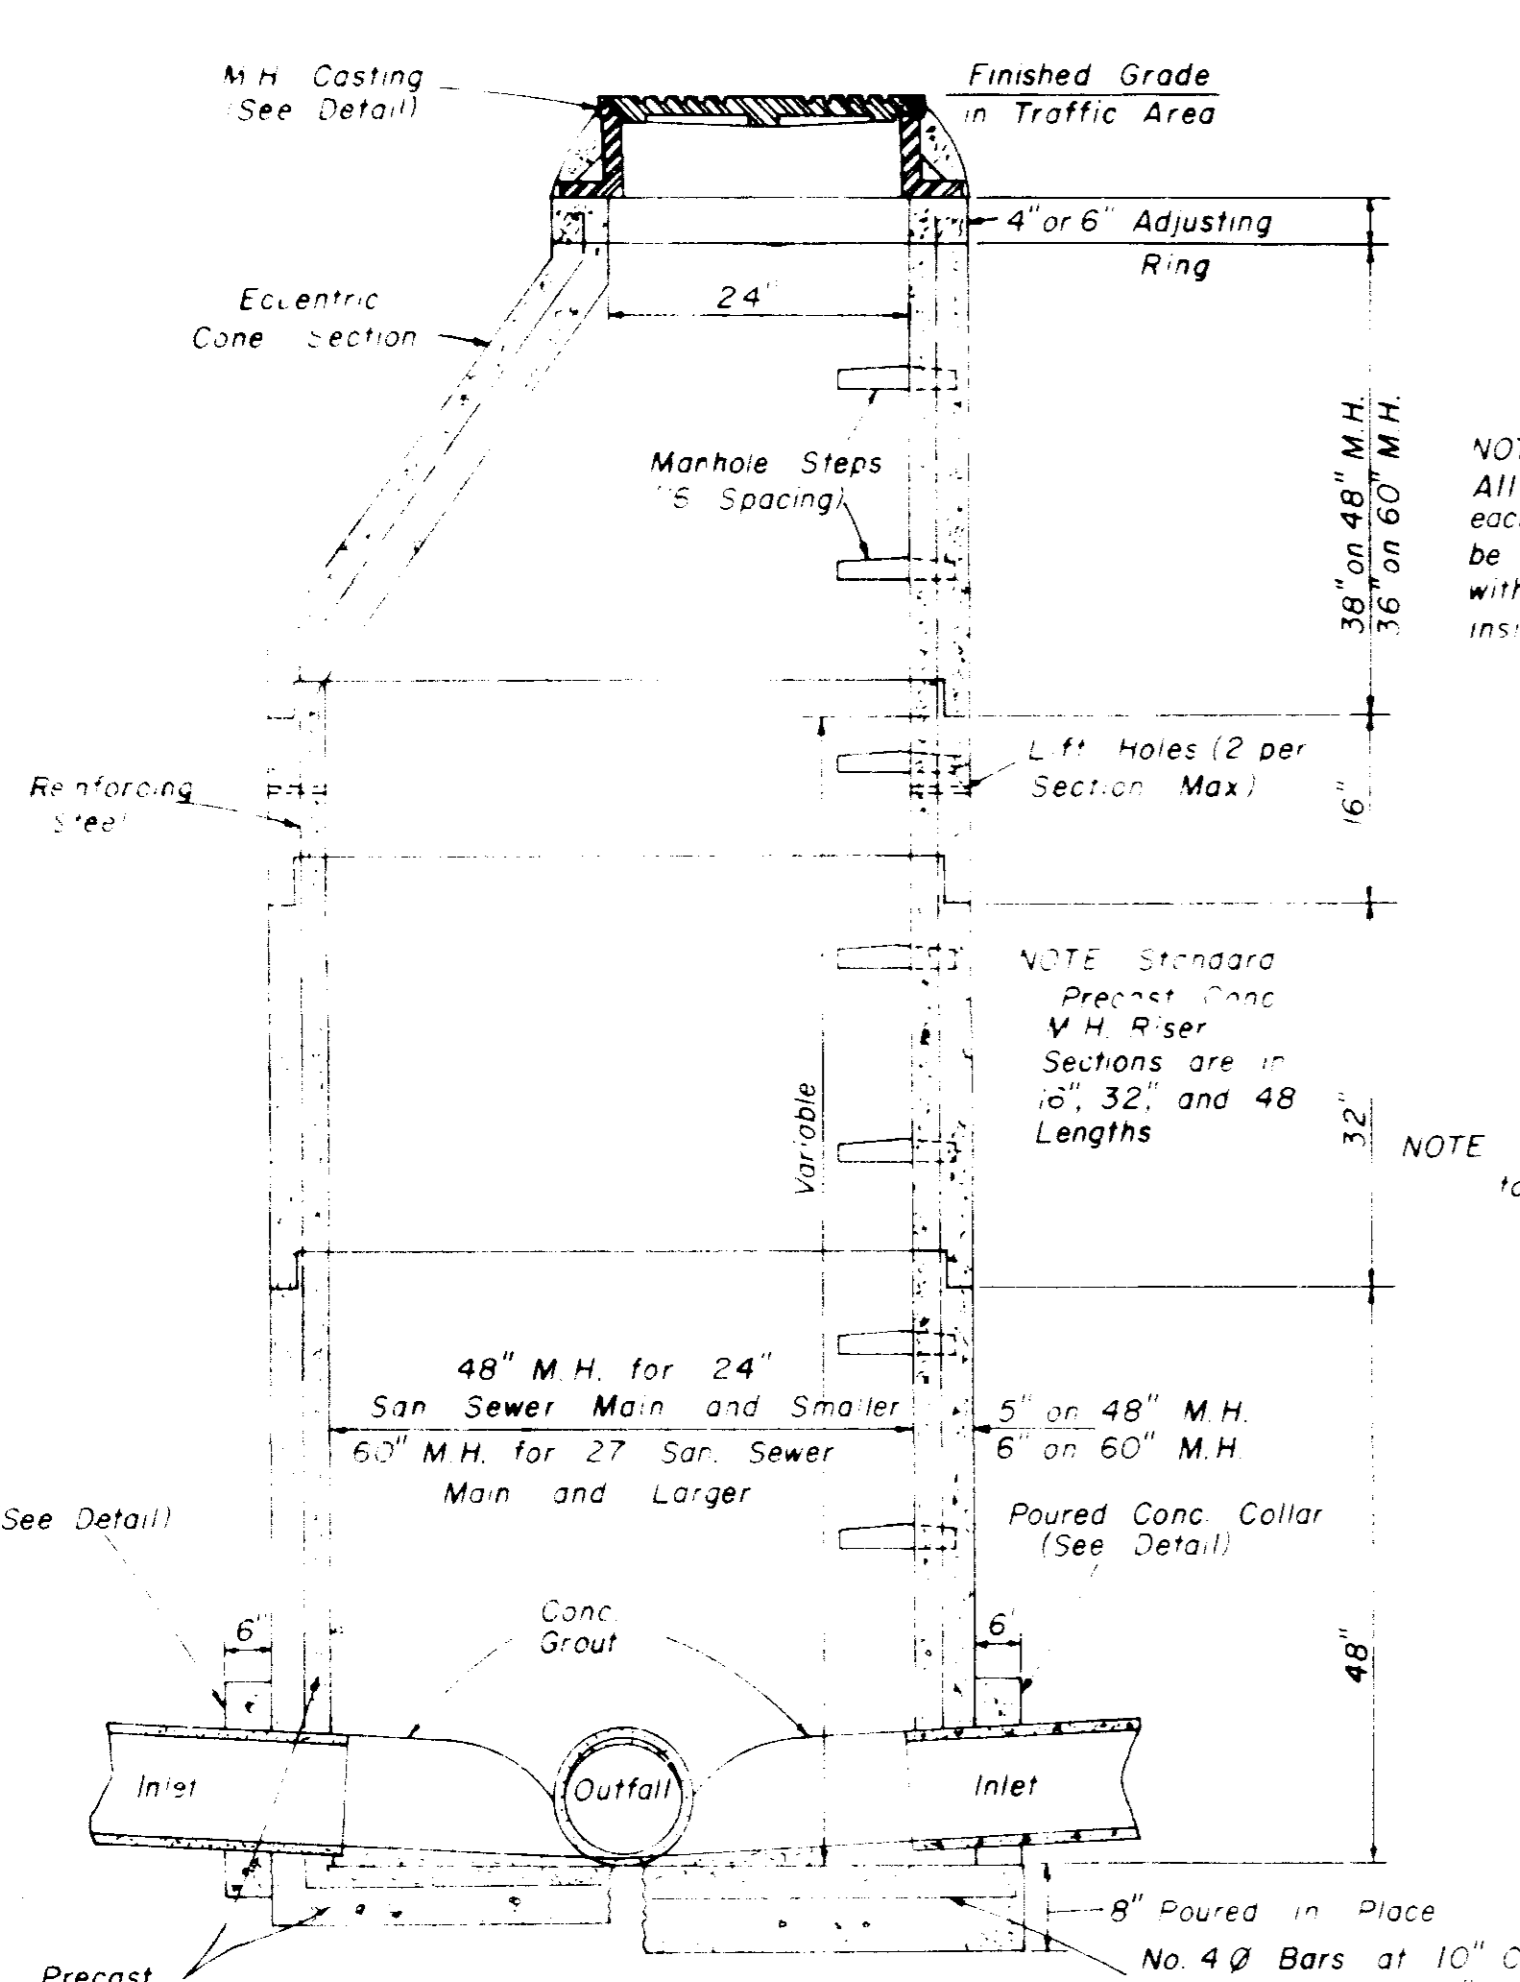 M.H. Casting
(See Detail)
Finished Grade
in Traffic Area
4" or 6" Adjusting
Ring
24"
Eccentric
Cone Section
Manhole Steps
Spacing)
38" on 48" M.H.
36" on 60" M.H.
All
be
Lift Holes (2 per
Section Max)
16"
Reinforcing
Steel
NOTE Standard
Precast Conc
M.H. Riser
Sections are in
16", 32", and 48
Lengths
Variable
32"
NOTE
48" M.H. for 24"
San Sewer Main and Smaller
60" M.H. for 27 San. Sewer
Main and Larger
5" on 48" M.H.
6" on 60" M.H.
See Detail)
Poured Conc. Collar
(See Detail)
6"
Conc.
Grout
6'
48"
Inlet
Outfall
Inlet
8" Poured in Place
No. 4 Ø Bars at 10"
Precast